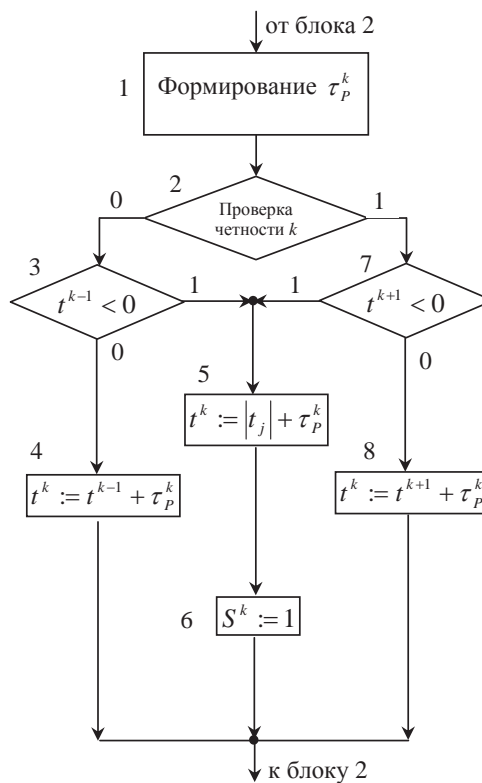 от блока 2
1
Формирование τ_P^k
2
0
1
Проверка
четности k
3
7
t^{k−1} < 0
1
1
t^{k+1} < 0
0
0
5
t^k := |t_j| + τ_P^k
4
8
t^k := t^{k−1} + τ_P^k
t^k := t^{k+1} + τ_P^k
6
S^k := 1
к блоку 2